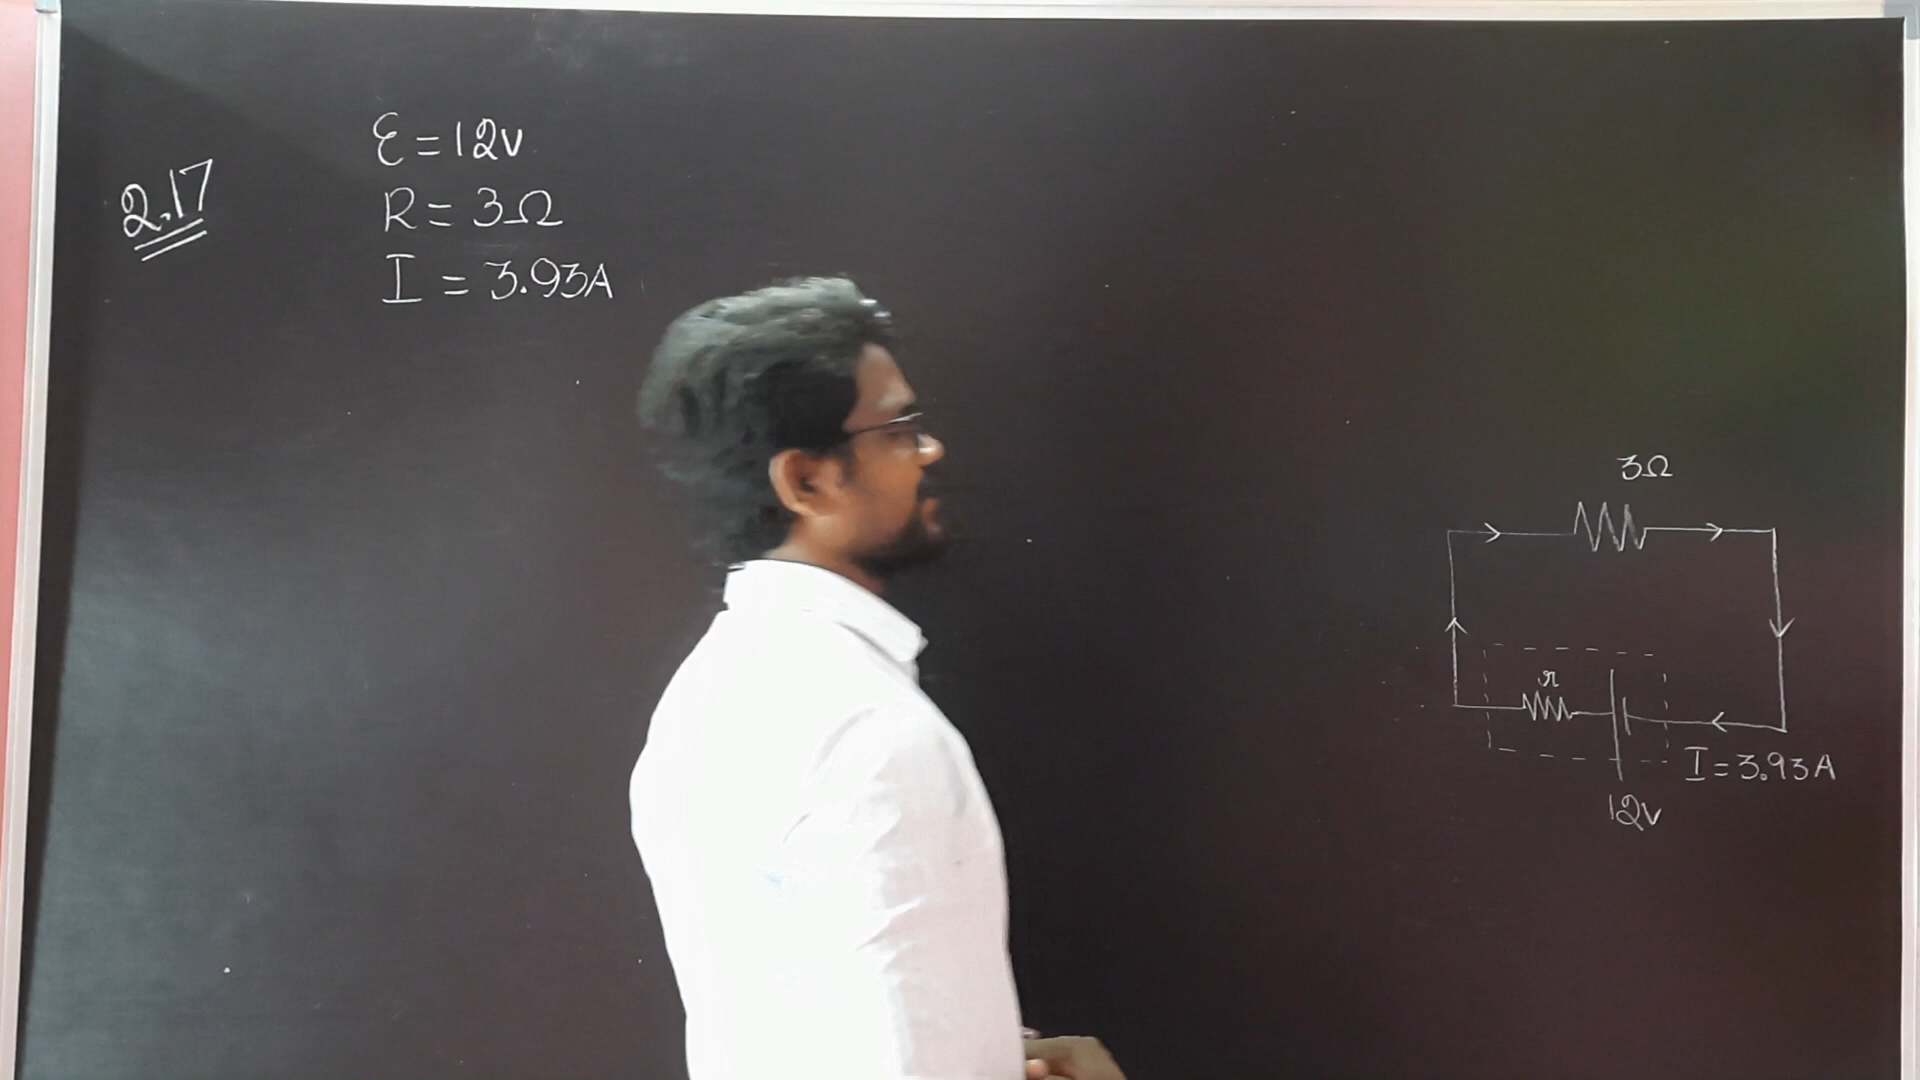 2.17
ε = 12v
R = 3Ω
I = 3.93A
3Ω
r
I = 3.93A
12v